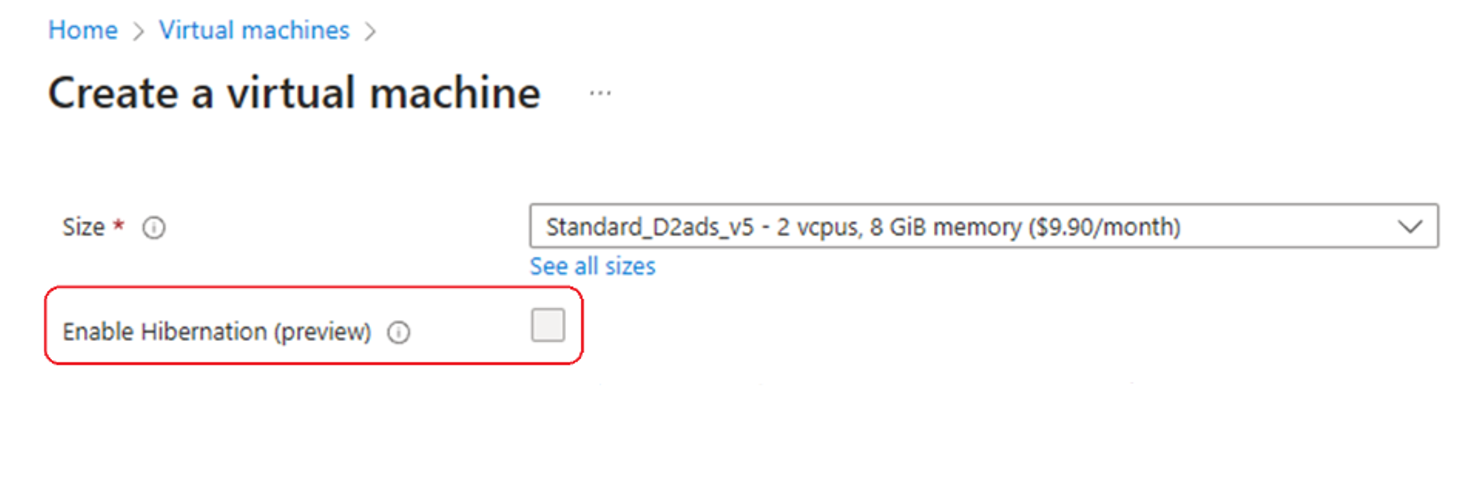 Home > Virtual machines >
Create a virtual machine ...
Size * Standard_D2ads_v5 - 2 vcpus, 8 GiB memory ($9.90/month)
See all sizes
Enable Hibernation (preview)